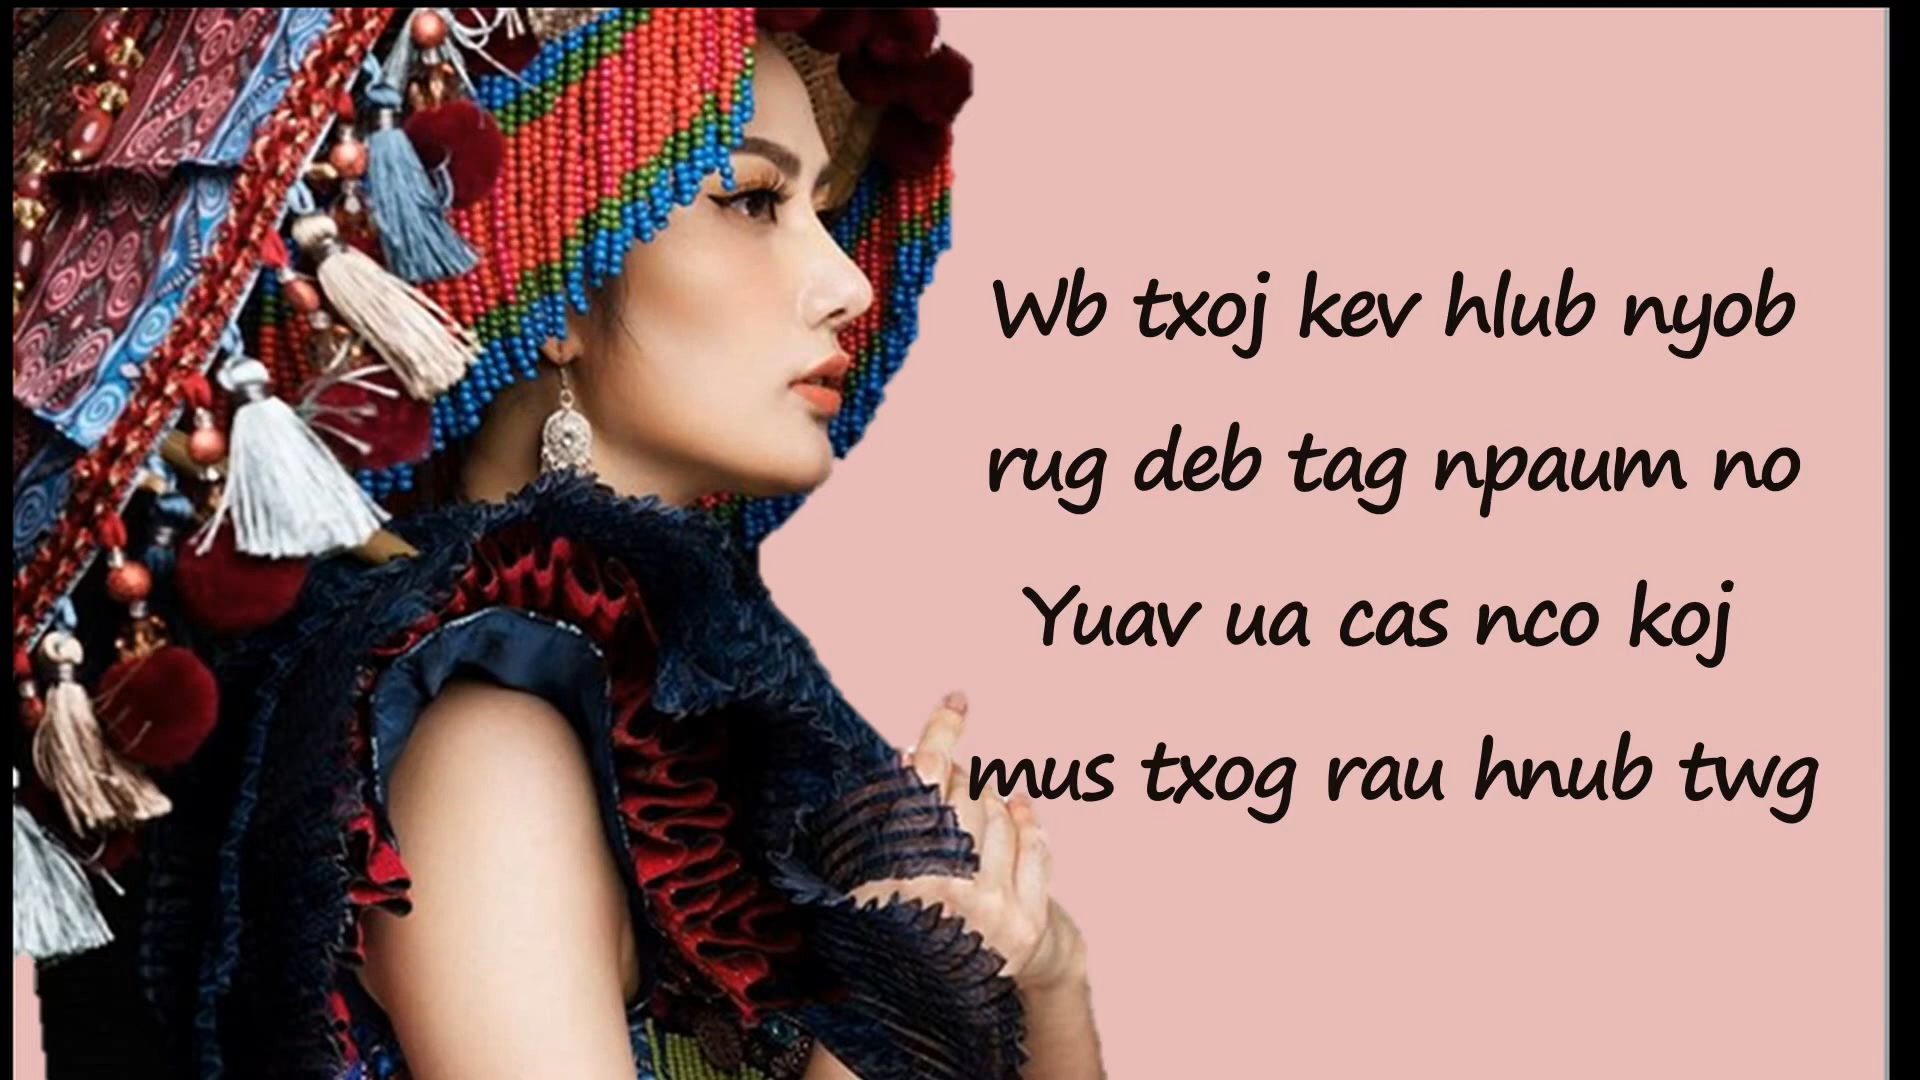 Wb txoj kev hlub nyob
rug deb tag npaum no
Yuav ua cas nco koj
mus txog rau hnub twg